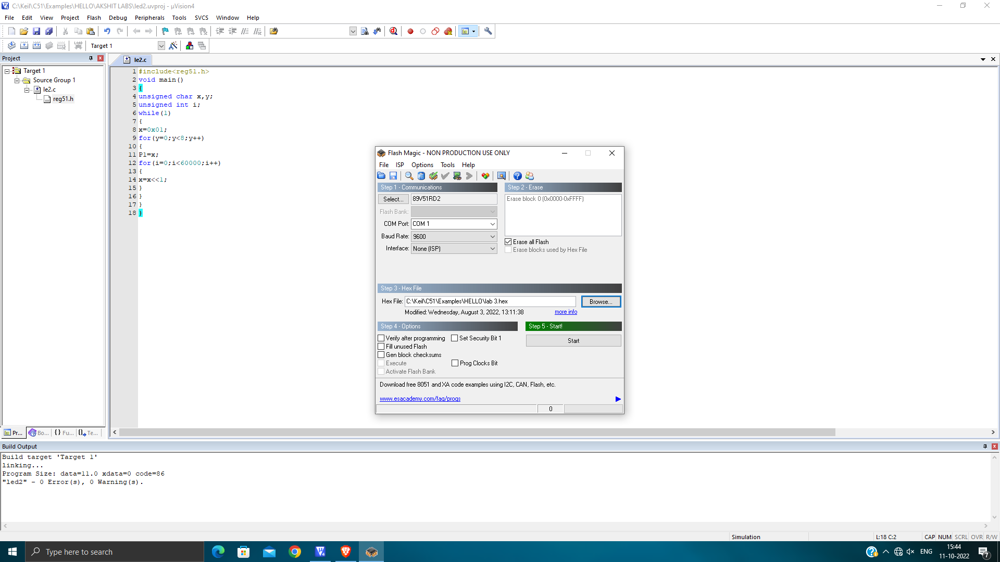 C:\Keil\C51\Examples\HELLO\AKSHIT LABS\led2.uvproj - µVision4
File Edit View Project Flash Debug Peripherals Tools SVCS Window Help
LOAD Target 1
Project
Target 1
Source Group 1
le2.c
reg51.h
Pr... Bo... {} Fu... Te...
le2.c
1 #include<reg51.h>
2 void main()
3 {
4 unsigned char x,y;
5 unsigned int i;
6 while(1)
7 {
8 x=0x01;
9 for(y=0;y<8;y++)
10 {
11 P1=x;
12 for(i=0;i<60000;i++)
13 {
14 x=x<<1;
15 }
16 }
17 }
18 }
Flash Magic - NON PRODUCTION USE ONLY
File ISP Options Tools Help
Step 1 - Communications
Select... 89V51RD2
Flash Bank:
COM Port: COM 1
Baud Rate: 9600
Interface: None (ISP)
Step 2 - Erase
Erase block 0 (0x0000-0xFFFF)
Erase all Flash
Erase blocks used by Hex File
Step 3 - Hex File
Hex File: C:\Keil\C51\Examples\HELLO\lab 3.hex Browse...
Modified: Wednesday, August 3, 2022, 13:11:38 more info
Step 4 - Options
Verify after programming Set Security Bit 1
Fill unused Flash
Gen block checksums
Execute Prog Clocks Bit
Activate Flash Bank
Step 5 - Start!
Start
Download free 8051 and XA code examples using I2C, CAN, Flash, etc.
www.esacademy.com/faq/progs
0
Build Output
Build target 'Target 1'
linking...
Program Size: data=11.0 xdata=0 code=86
"led2" - 0 Error(s), 0 Warning(s).
Simulation L:18 C:2 CAP NUM SCRL OVR R/W
Type here to search
ENG
15:44
11-10-2022
7